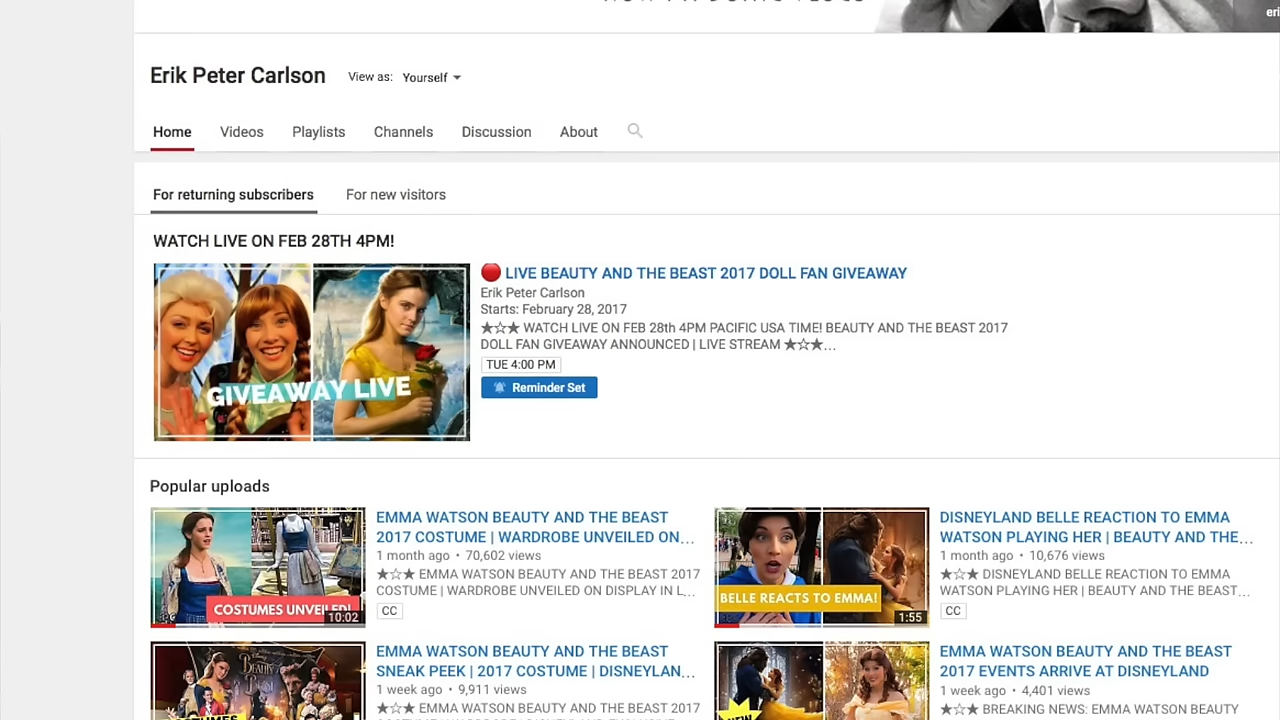 eri
Erik Peter Carlson
View as: Yourself
Home Videos Playlists Channels Discussion About
For returning subscribers For new visitors
WATCH LIVE ON FEB 28TH 4PM!
GIVEAWAY LIVE
🔴 LIVE BEAUTY AND THE BEAST 2017 DOLL FAN GIVEAWAY
Erik Peter Carlson
Starts: February 28, 2017
★☆★ WATCH LIVE ON FEB 28th 4PM PACIFIC USA TIME! BEAUTY AND THE BEAST 2017
DOLL FAN GIVEAWAY ANNOUNCED | LIVE STREAM ★☆★...
TUE 4:00 PM
Reminder Set
Popular uploads
COSTUMES UNVEILED!
10:02
EMMA WATSON BEAUTY AND THE BEAST
2017 COSTUME | WARDROBE UNVEILED ON...
1 month ago • 70,602 views
★☆★ EMMA WATSON BEAUTY AND THE BEAST 2017
COSTUME | WARDROBE UNVEILED ON DISPLAY IN L...
CC
BELLE REACTS TO EMMA!
1:55
DISNEYLAND BELLE REACTION TO EMMA
WATSON PLAYING HER | BEAUTY AND THE...
1 month ago • 10,676 views
★☆★ DISNEYLAND BELLE REACTION TO EMMA
WATSON PLAYING HER | BEAUTY AND THE BEAST...
CC
EMMA WATSON BEAUTY AND THE BEAST
SNEAK PEEK | 2017 COSTUME | DISNEYLAN...
1 week ago • 9,911 views
★☆★ EMMA WATSON BEAUTY AND THE BEAST 2017
NEW
EMMA WATSON BEAUTY AND THE BEAST
2017 EVENTS ARRIVE AT DISNEYLAND
1 week ago • 4,401 views
★☆★ BREAKING NEWS: EMMA WATSON BEAUTY